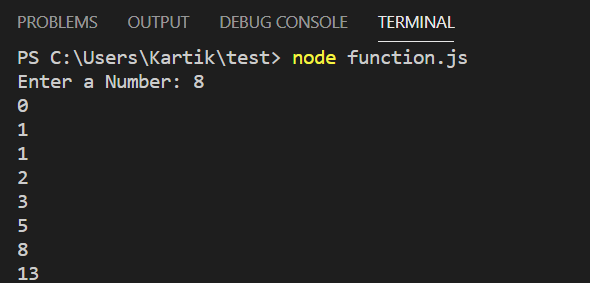 PROBLEMS OUTPUT DEBUG CONSOLE TERMINAL
PS C:\Users\Kartik\test> node function.js
Enter a Number: 8
0
1
1
2
3
5
8
13